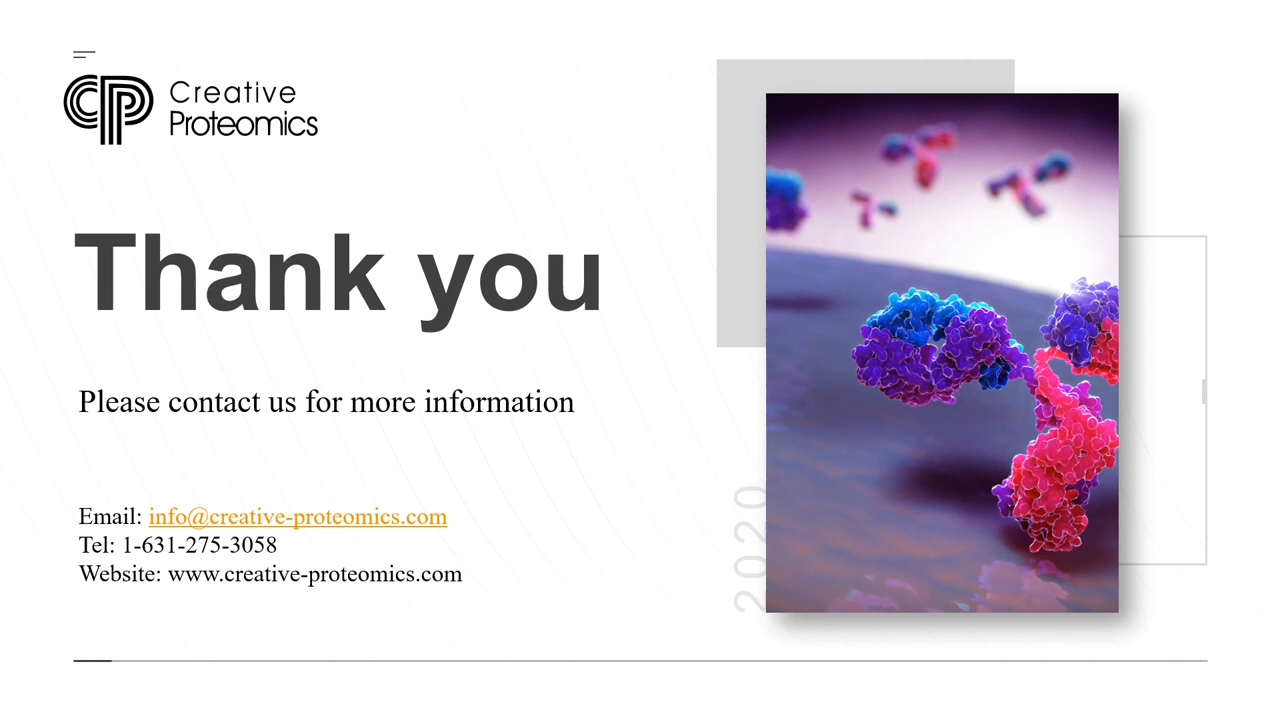 Creative
Proteomics
Thank you
Please contact us for more information
Email: info@creative-proteomics.com
Tel: 1-631-275-3058
Website: www.creative-proteomics.com
2020